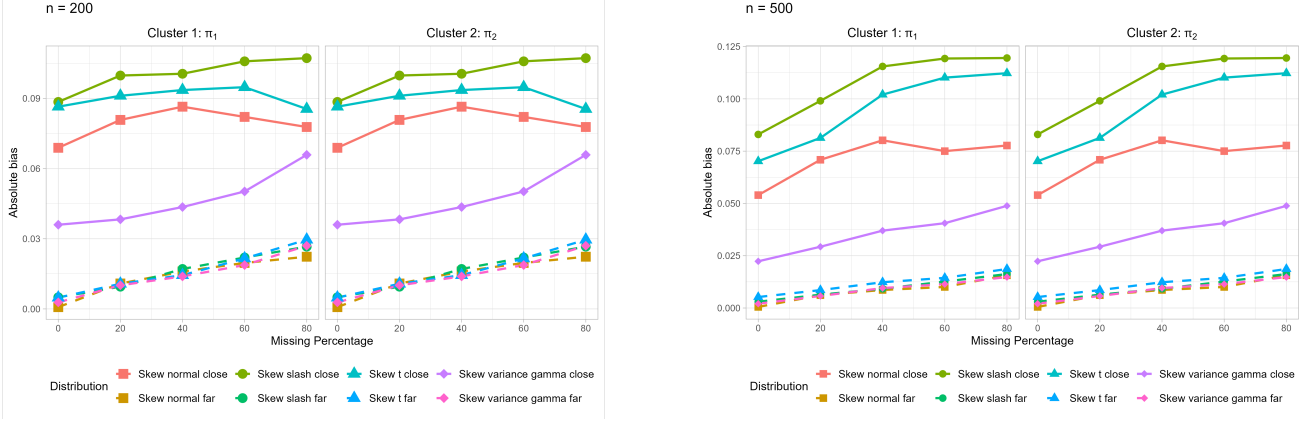 n = 200
Cluster 1: π1
Cluster 2: π2
Absolute bias
0.09
0.06
0.03
0.00
0 20 40 60 80
0 20 40 60 80
Missing Percentage
Distribution
Skew normal close Skew slash close Skew t close Skew variance gamma close
Skew normal far Skew slash far Skew t far Skew variance gamma far
n = 500
Cluster 1: π1
Cluster 2: π2
Absolute bias
0.125
0.100
0.075
0.050
0.025
0.000
0 20 40 60 80
0 20 40 60 80
Missing Percentage
Distribution
Skew normal close Skew slash close Skew t close Skew variance gamma close
Skew normal far Skew slash far Skew t far Skew variance gamma far